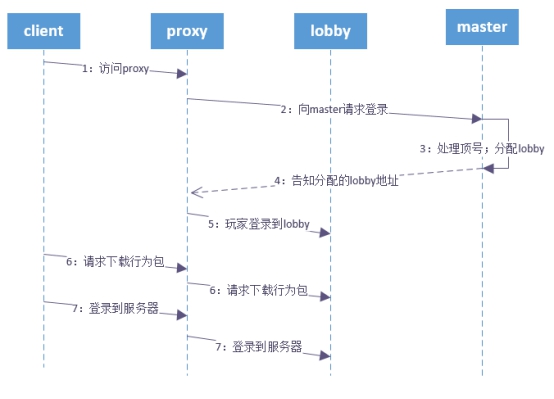 client
proxy
lobby
master
1：访问proxy
2：向master请求登录
3：处理顶号；分配lobby
4：告知分配的lobby地址
5：玩家登录到lobby
6：请求下载行为包
6：请求下载行为包
7：登录到服务器
7：登录到服务器